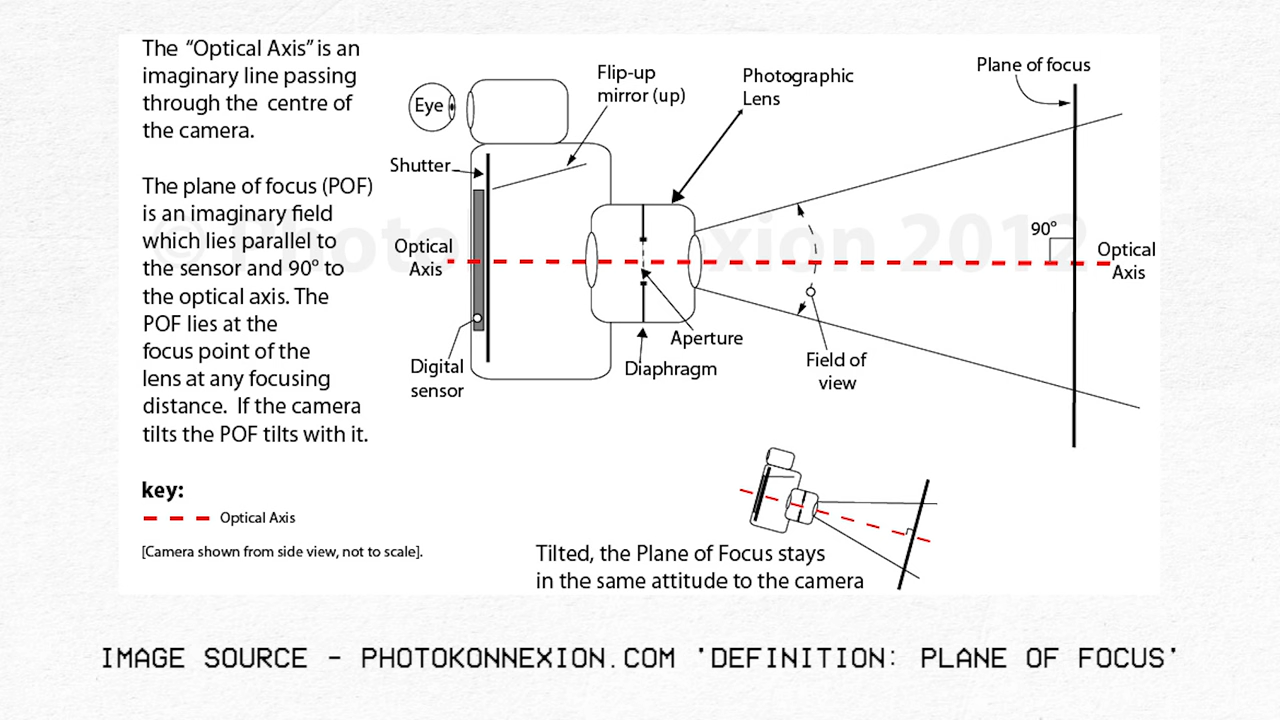 The “Optical Axis” is an
imaginary line passing
through the centre of
the camera.
The plane of focus (POF)
is an imaginary field
which lies parallel to
the sensor and 90º to
the optical axis. The
POF lies at the
focus point of the
lens at any focusing
distance. If the camera
tilts the POF tilts with it.
key:
Optical Axis
[Camera shown from side view, not to scale].
Eye
Flip-up
mirror (up)
Photographic
Lens
Plane of focus
Shutter
Optical
Axis
90º
Optical
Axis
Digital
sensor
Aperture
Diaphragm
Field of
view
Tilted, the Plane of Focus stays
in the same attitude to the camera
IMAGE SOURCE - PHOTOKONNEXION.COM 'DEFINITION: PLANE OF FOCUS'